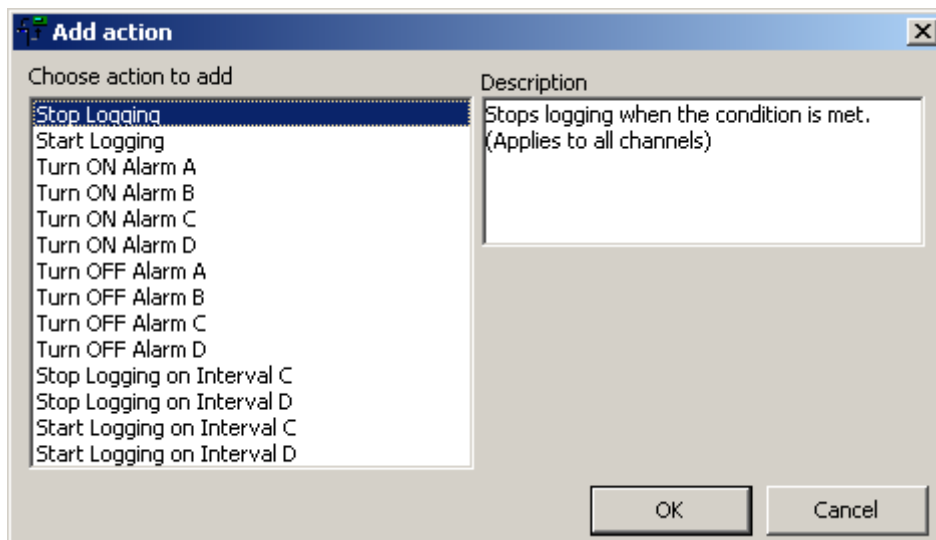 Add action
Choose action to add
Stop Logging
Start Logging
Turn ON Alarm A
Turn ON Alarm B
Turn ON Alarm C
Turn ON Alarm D
Turn OFF Alarm A
Turn OFF Alarm B
Turn OFF Alarm C
Turn OFF Alarm D
Stop Logging on Interval C
Stop Logging on Interval D
Start Logging on Interval C
Start Logging on Interval D
Description
Stops logging when the condition is met.
(Applies to all channels)
OK
Cancel